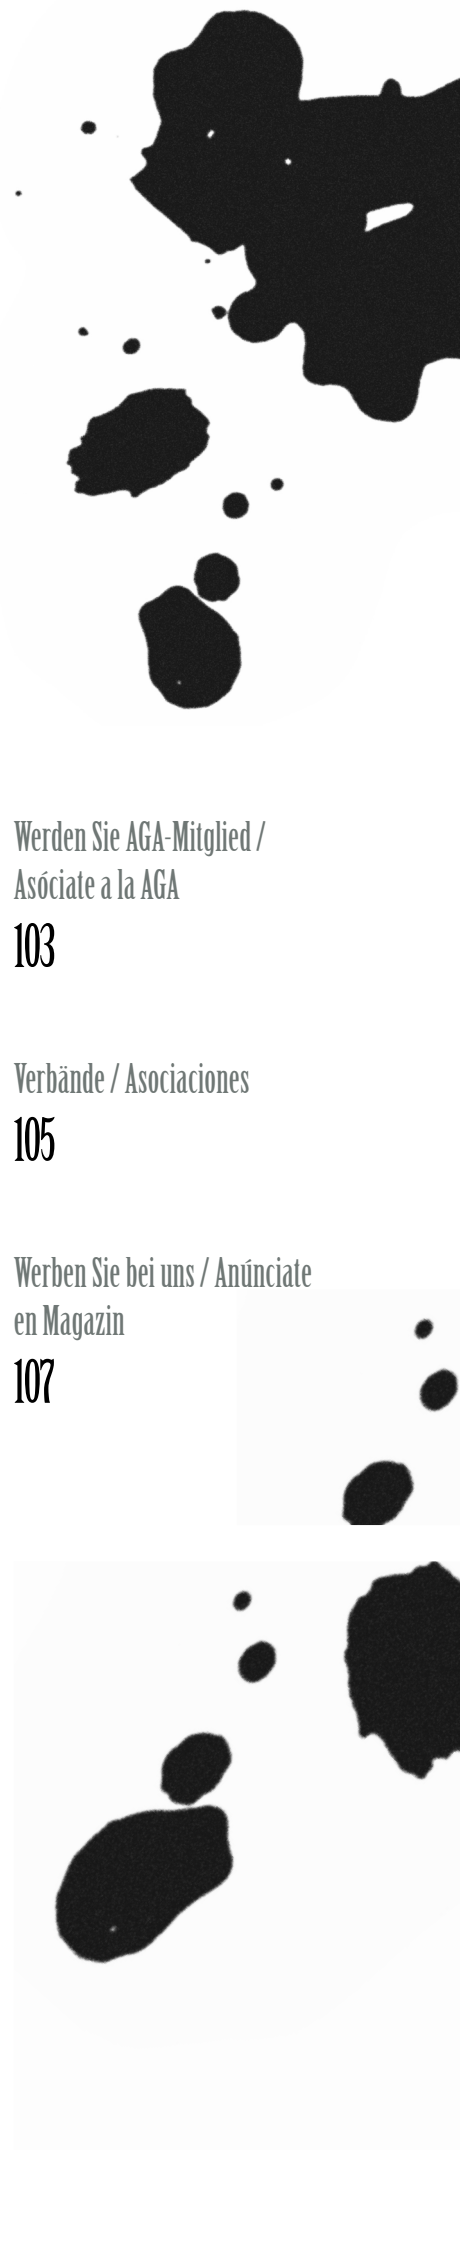 Werden Sie AGA-Mitglied /
Asóciate a la AGA
103
Verbände / Asociaciones
105
Werben Sie bei uns / Anúnciate
en Magazin
107